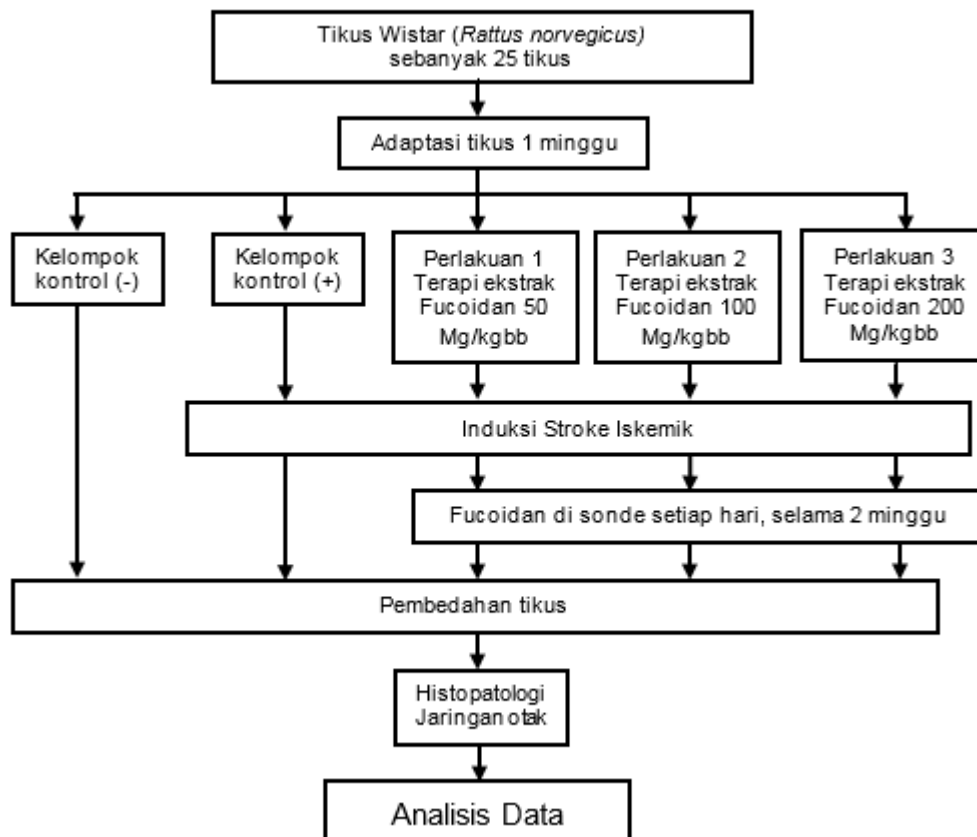 Tikus Wistar (Rattus norvegicus)
sebanyak 25 tikus
Adaptasi tikus 1 minggu
Kelompok
kontrol (-)
Kelompok
kontrol (+)
Perlakuan 1
Terapi ekstrak
Fucoidan 50
Mg/kgbb
Perlakuan 2
Terapi ekstrak
Fucoidan 100
Mg/kgbb
Perlakuan 3
Terapi ekstrak
Fucoidan 200
Mg/kgbb
Induksi Stroke Iskemik
Fucoidan di sonde setiap hari, selama 2 minggu
Pembedahan tikus
Histopatologi
Jaringan otak
Analisis Data